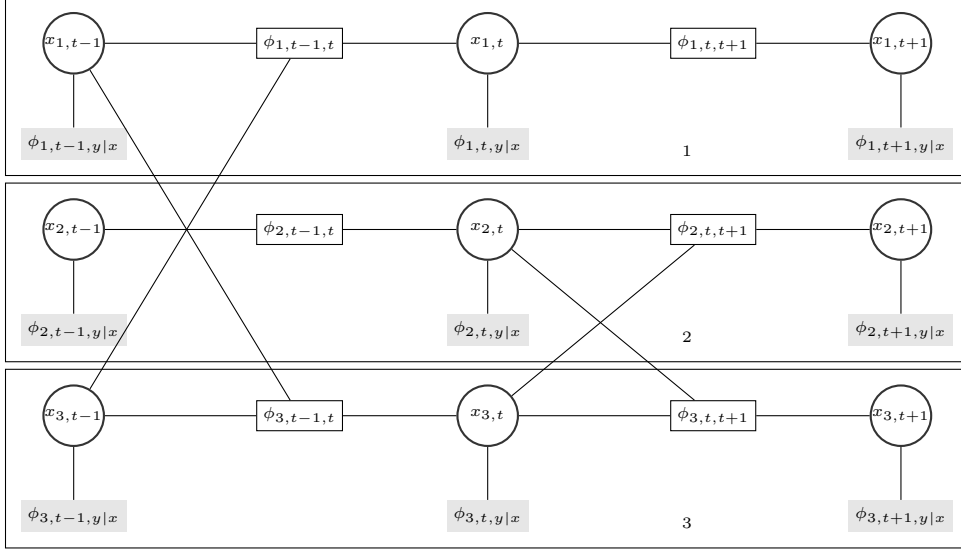 x_{1,t−1} ϕ_{1,t−1,t} x_{1,t} ϕ_{1,t,t+1} x_{1,t+1}
ϕ_{1,t−1,y|x} ϕ_{1,t,y|x} 1 ϕ_{1,t+1,y|x}
x_{2,t−1} ϕ_{2,t−1,t} x_{2,t} ϕ_{2,t,t+1} x_{2,t+1}
ϕ_{2,t−1,y|x} ϕ_{2,t,y|x} 2 ϕ_{2,t+1,y|x}
x_{3,t−1} ϕ_{3,t−1,t} x_{3,t} ϕ_{3,t,t+1} x_{3,t+1}
ϕ_{3,t−1,y|x} ϕ_{3,t,y|x} 3 ϕ_{3,t+1,y|x}